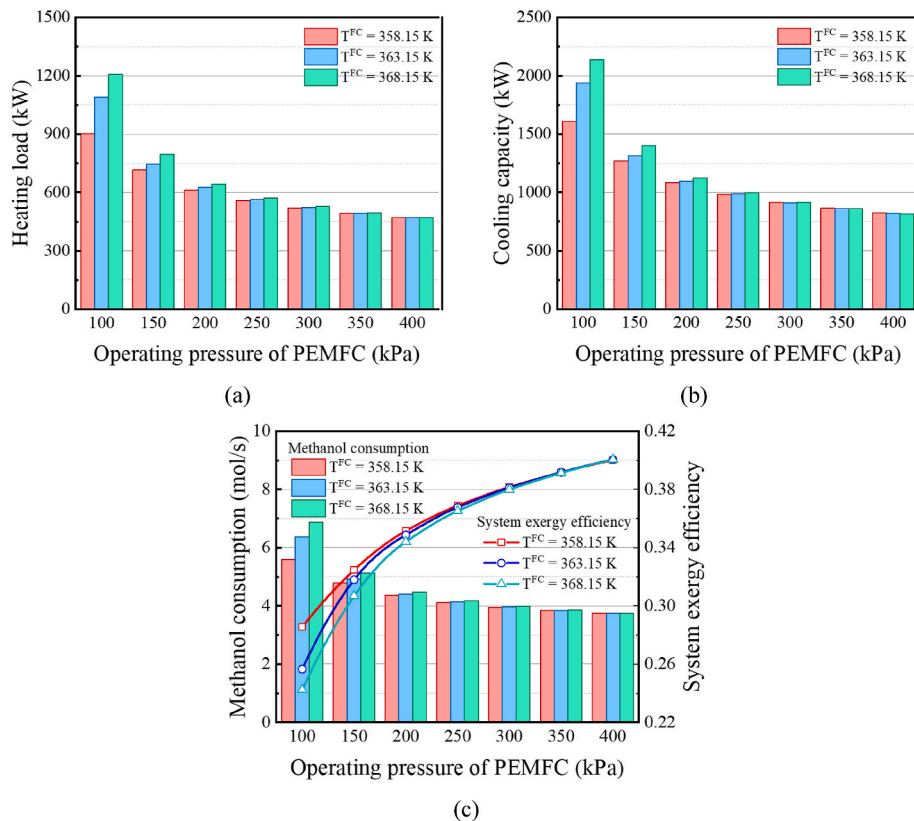 1500
1200
900
600
300
0
Heating load (kW)
T^FC = 358.15 K
T^FC = 363.15 K
T^FC = 368.15 K
100 150 200 250 300 350 400
Operating pressure of PEMFC (kPa)
(a)
2500
2000
1500
1000
500
0
Cooling capacity (kW)
T^FC = 358.15 K
T^FC = 363.15 K
T^FC = 368.15 K
100 150 200 250 300 350 400
Operating pressure of PEMFC (kPa)
(b)
10
8
6
4
2
0
Methanol consumption (mol/s)
Methanol consumption
T^FC = 358.15 K
T^FC = 363.15 K
T^FC = 368.15 K
System exergy efficiency
T^FC = 358.15 K
T^FC = 363.15 K
T^FC = 368.15 K
0.42
0.38
0.34
0.30
0.26
0.22
System exergy efficiency
100 150 200 250 300 350 400
Operating pressure of PEMFC (kPa)
(c)